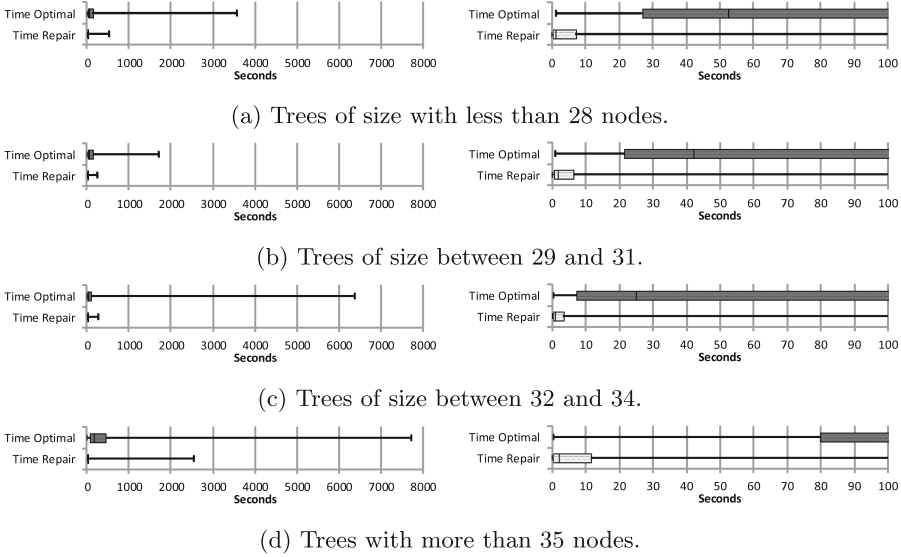 Time Optimal
Time Repair
0 1000 2000 3000 4000 5000 6000 7000 8000
Seconds
Time Optimal
Time Repair
0 10 20 30 40 50 60 70 80 90 100
Seconds
(a) Trees of size with less than 28 nodes.
Time Optimal
Time Repair
0 1000 2000 3000 4000 5000 6000 7000 8000
Seconds
Time Optimal
Time Repair
0 10 20 30 40 50 60 70 80 90 100
Seconds
(b) Trees of size between 29 and 31.
Time Optimal
Time Repair
0 1000 2000 3000 4000 5000 6000 7000 8000
Seconds
Time Optimal
Time Repair
0 10 20 30 40 50 60 70 80 90 100
Seconds
(c) Trees of size between 32 and 34.
Time Optimal
Time Repair
0 1000 2000 3000 4000 5000 6000 7000 8000
Seconds
Time Optimal
Time Repair
0 10 20 30 40 50 60 70 80 90 100
Seconds
(d) Trees with more than 35 nodes.